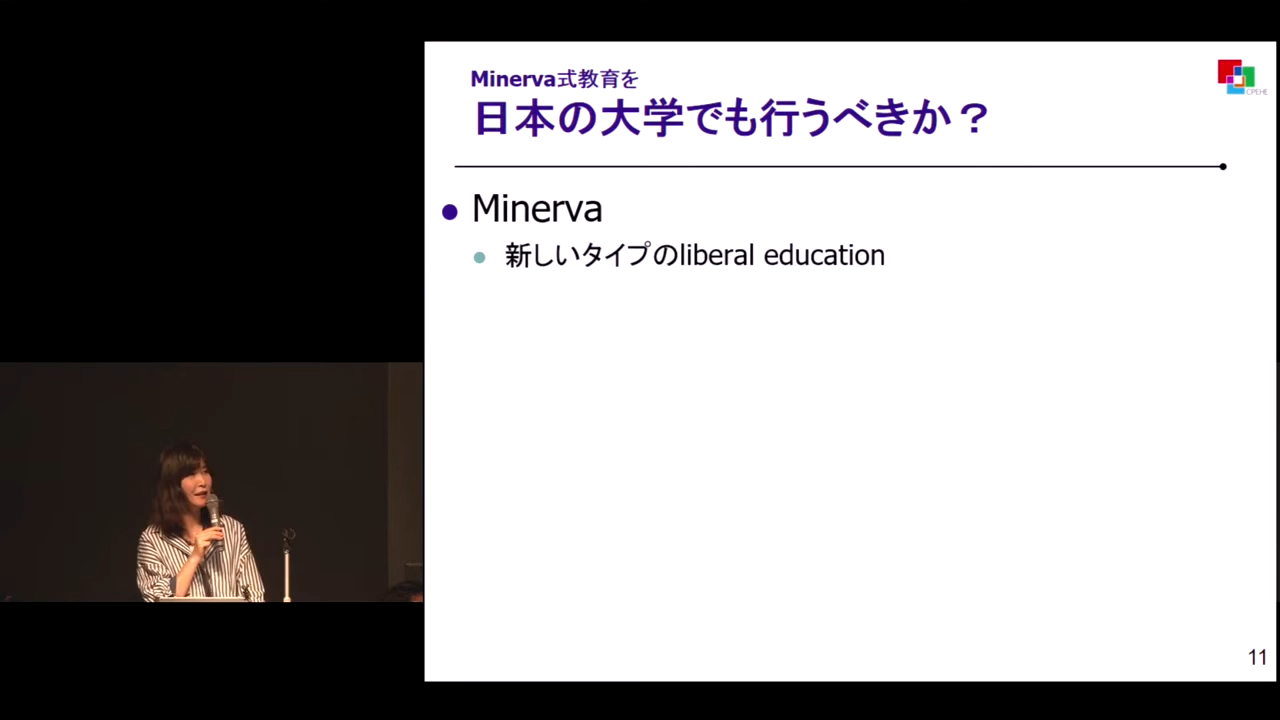 Minerva式教育を
日本の大学でも行うべきか？
CPEHE
Minerva
新しいタイプのliberal education
11